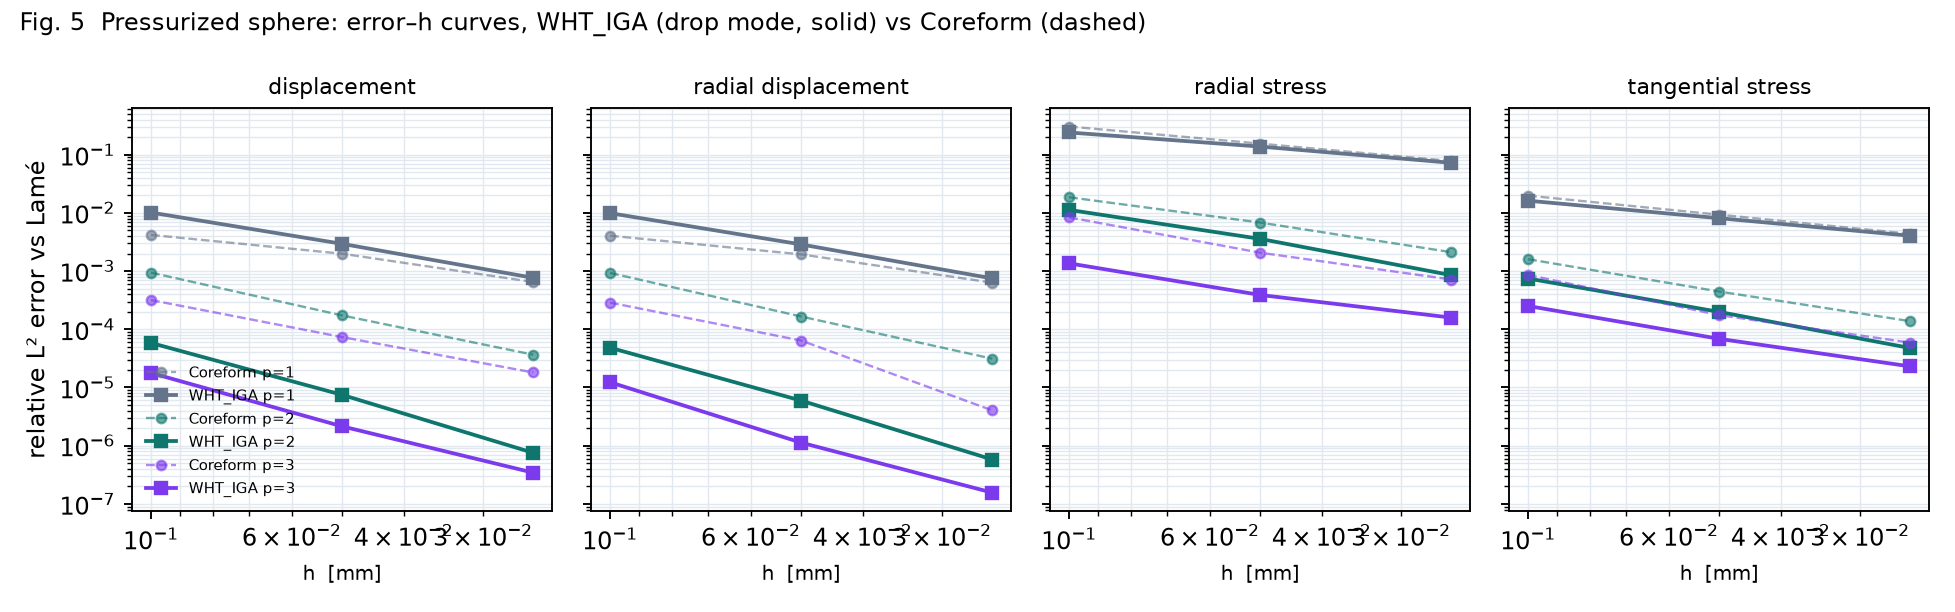 Fig. 5  Pressurized sphere: error–h curves, WHT_IGA (drop mode, solid) vs Coreform (dashed)
displacement
radial displacement
radial stress
tangential stress
relative L² error vs Lamé
10⁻¹
10⁻²
10⁻³
10⁻⁴
10⁻⁵
10⁻⁶
10⁻⁷
Coreform p=1
WHT_IGA p=1
Coreform p=2
WHT_IGA p=2
Coreform p=3
WHT_IGA p=3
10⁻¹ 6 × 10⁻² 4 × 10⁻² 3 × 10⁻²
10⁻¹ 6 × 10⁻² 4 × 10⁻² 3 × 10⁻²
10⁻¹ 6 × 10⁻² 4 × 10⁻² 3 × 10⁻²
10⁻¹ 6 × 10⁻² 4 × 10⁻² 3 × 10⁻²
h  [mm]
h  [mm]
h  [mm]
h  [mm]